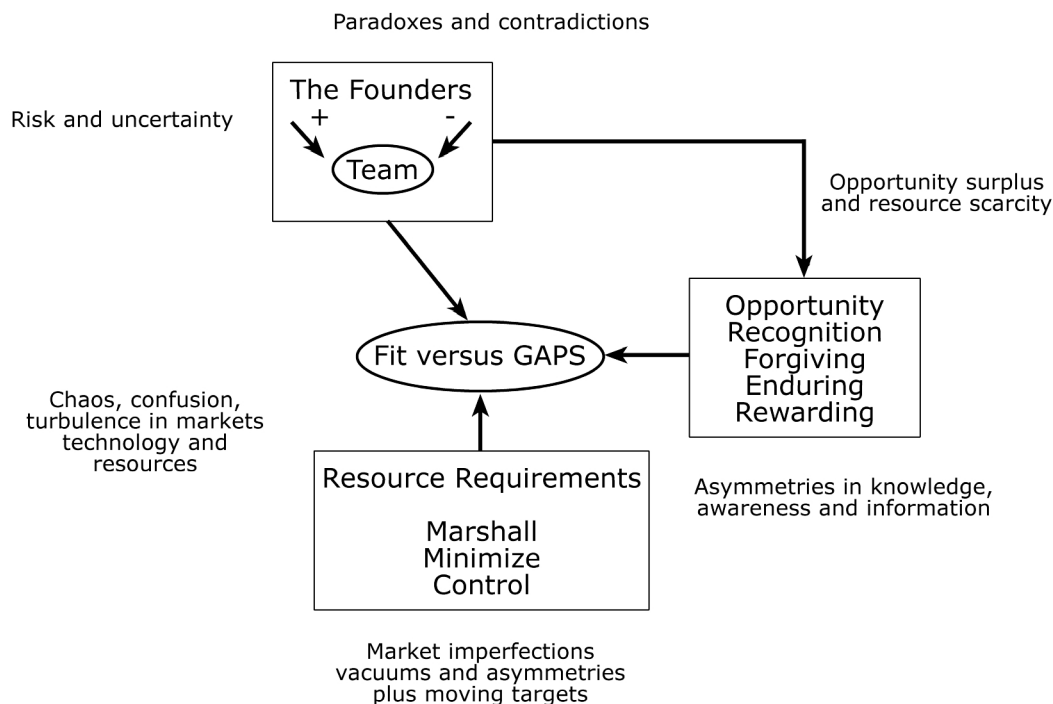 Paradoxes and contradictions
The Founders
+ -
Team
Risk and uncertainty
Opportunity surplus
and resource scarcity
Opportunity
Recognition
Forgiving
Enduring
Rewarding
Fit versus GAPS
Chaos, confusion,
turbulence in markets
technology and
resources
Resource Requirements
Marshall
Minimize
Control
Asymmetries in knowledge,
awareness and information
Market imperfections
vacuums and asymmetries
plus moving targets